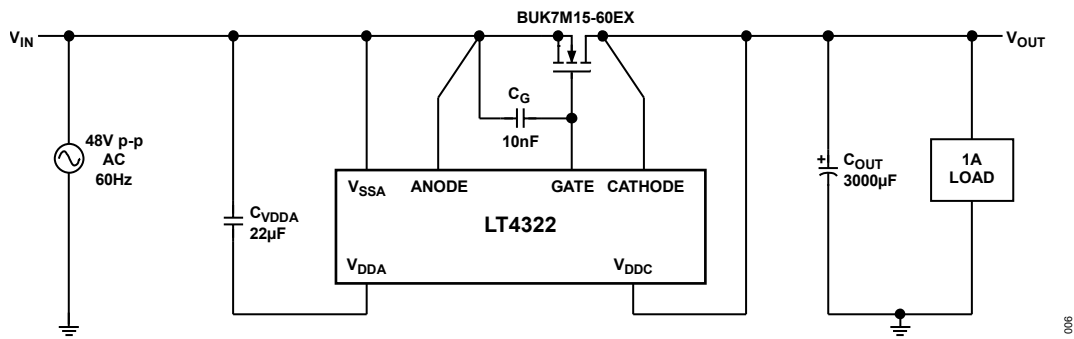 BUK7M15-60EX
VIN
VOUT
CG
10nF
48V p-p
AC
60Hz
COUT
3000µF
1A
LOAD
VSSA
ANODE
GATE
CATHODE
CVDDA
22µF
LT4322
VDDA
VDDC
006